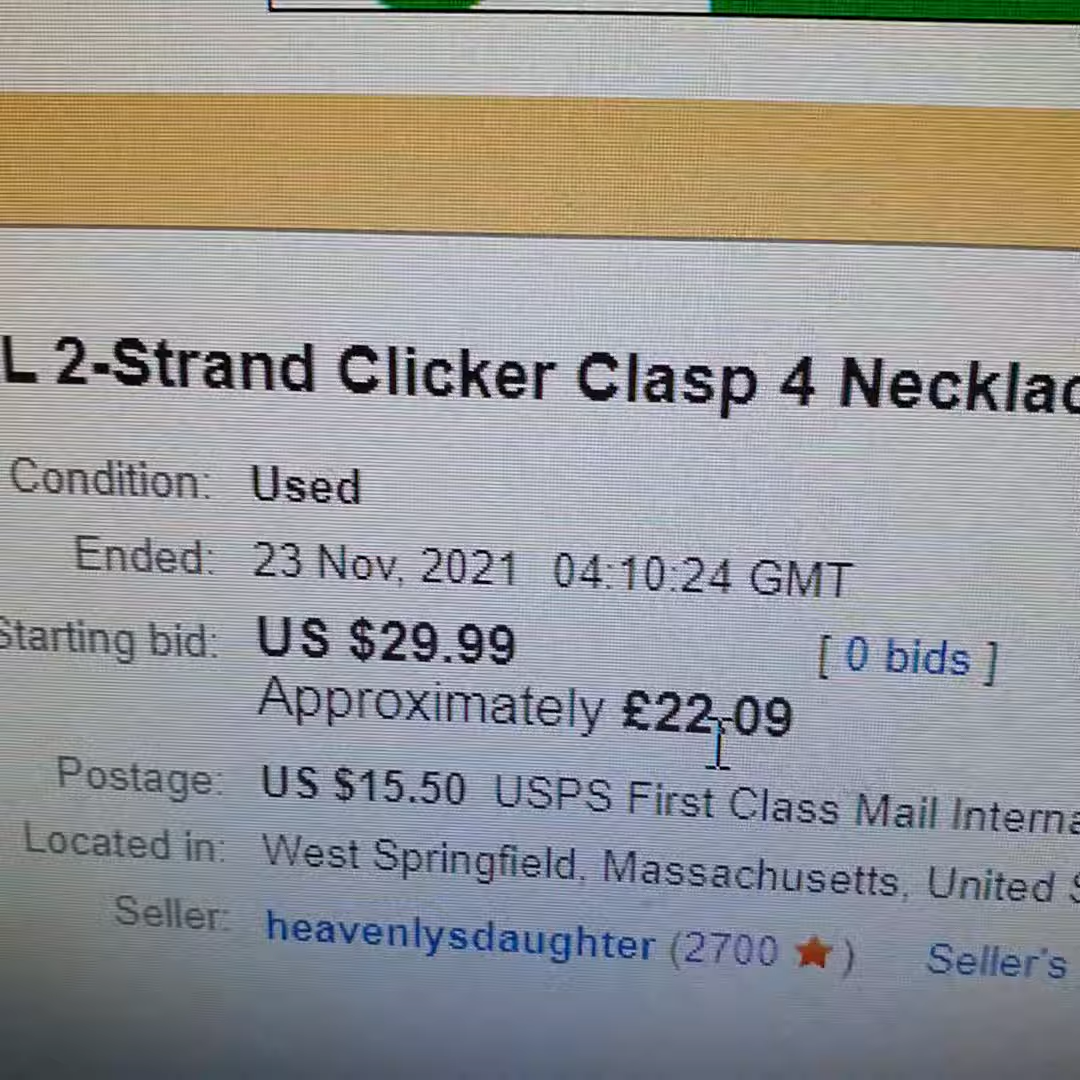 L 2-Strand Clicker Clasp 4 Necklac
Condition: Used
Ended: 23 Nov, 2021 04:10:24 GMT
Starting bid: US $29.99 [ 0 bids ]
Approximately £22.09
Postage: US $15.50 USPS First Class Mail Interna
Located in: West Springfield, Massachusetts, United S
Seller: heavenlysdaughter (2700 ★) Seller's